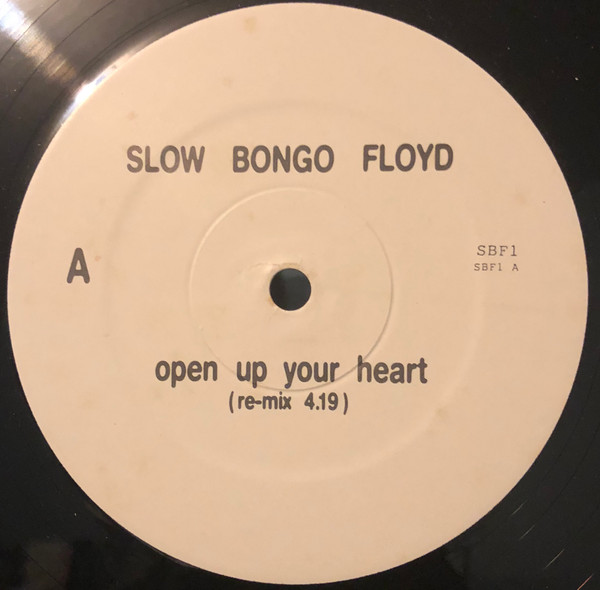 SLOW BONGO FLOYD
A
SBF1
SBF1 A
open up your heart
(re-mix 4.19)